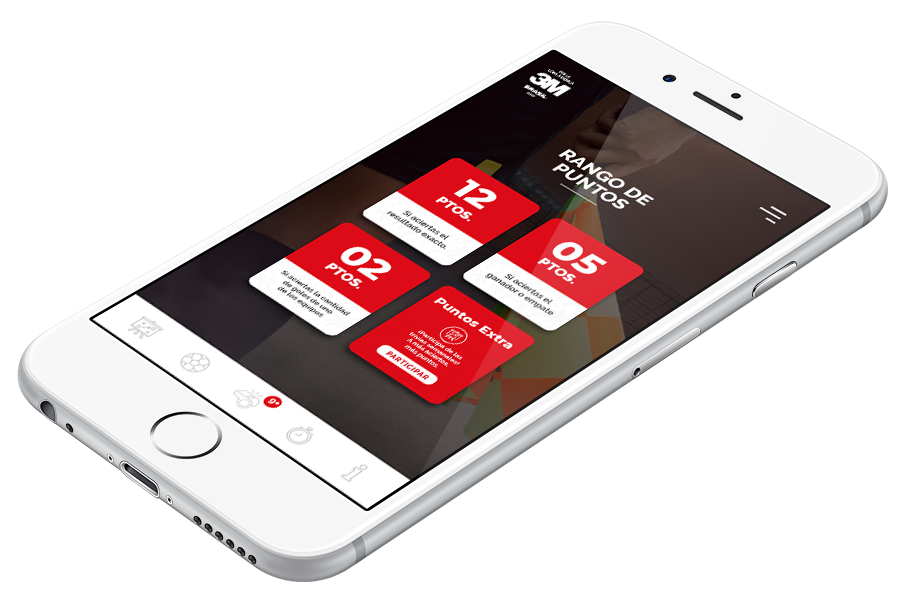 3M
BRASIL
RANGO DE
PUNTOS
12
PTOS.
Si aciertas el
resultado exacto.
05
PTOS.
Si aciertas el
ganador o empate
02
PTOS.
Si aciertas la cantidad
de goles de uno
de los equipos
Puntos Extra
¡Participa de las
trivias semanales!
A más aciertos,
más puntos.
PARTICIPAR
9+